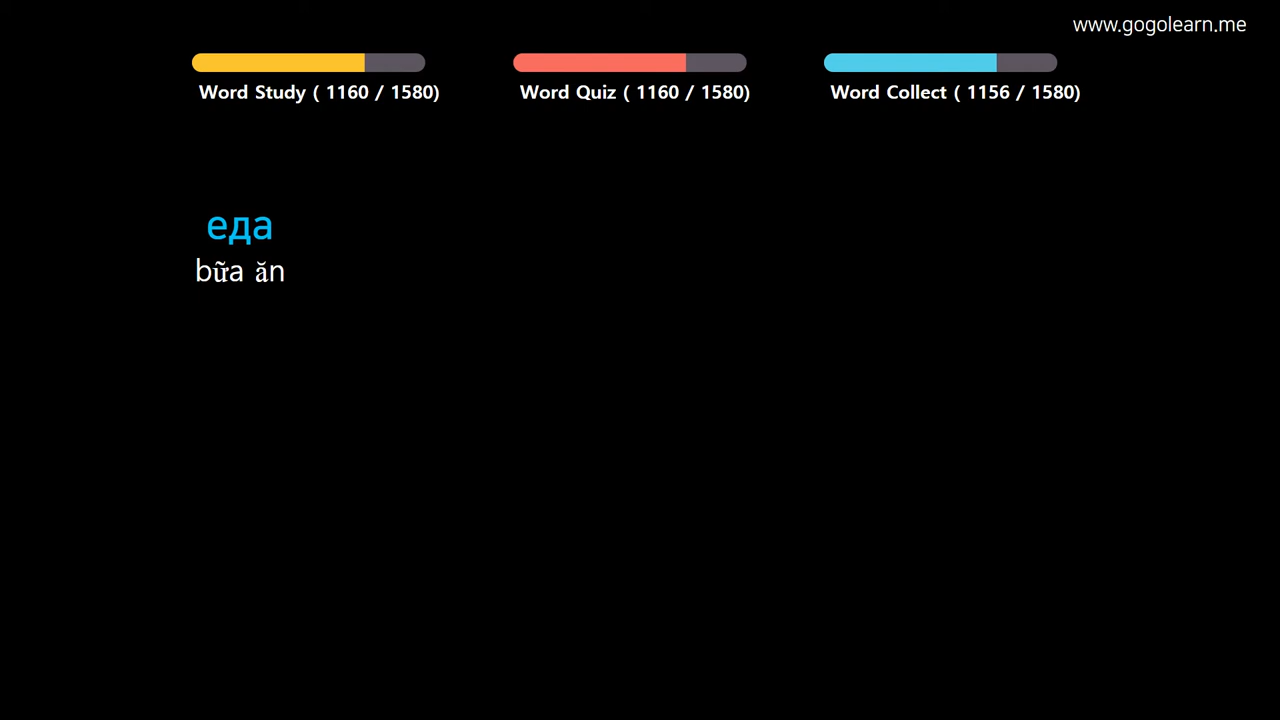 www.gogolearn.me
Word Study ( 1160 / 1580)
Word Quiz ( 1160 / 1580)
Word Collect ( 1156 / 1580)
еда
bữa ăn